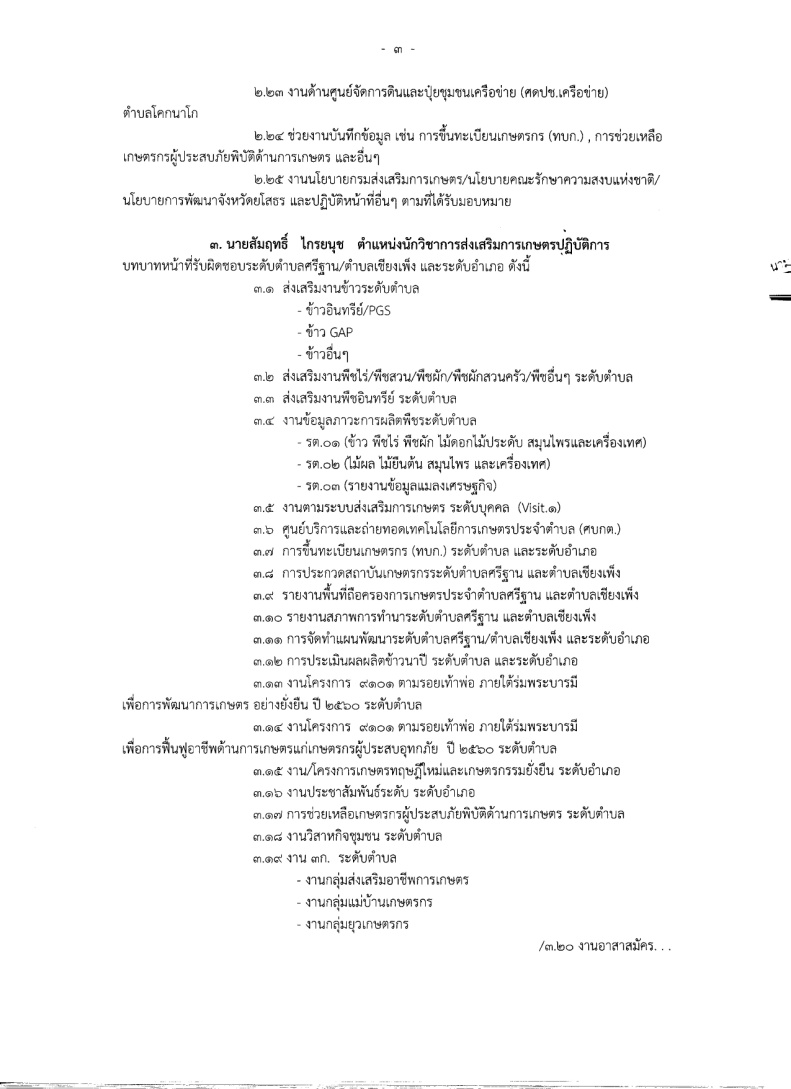 - ๓ -
๒.๒๓ งานด้านศูนย์จัดการดินและปุ๋ยชุมชนเครือข่าย (ศดปช.เครือข่าย)
ตำบลโคกนาโก
๒.๒๔ ช่วยงานบันทึกข้อมูล เช่น การขึ้นทะเบียนเกษตรกร (ทบก.) , การช่วยเหลือ
เกษตรกรผู้ประสบภัยพิบัติด้านการเกษตร และอื่นๆ
๒.๒๕ งานนโยบายกรมส่งเสริมการเกษตร/นโยบายคณะรักษาความสงบแห่งชาติ/
นโยบายการพัฒนาจังหวัดยโสธร และปฏิบัติหน้าที่อื่นๆ ตามที่ได้รับมอบหมาย
๓. นายสัมฤทธิ์ ไกรยนุช ตำแหน่งนักวิชาการส่งเสริมการเกษตรปฏิบัติการ
บทบาทหน้าที่รับผิดชอบระดับตำบลศรีฐาน/ตำบลเชียงเพ็ง และระดับอำเภอ ดังนี้
๓.๑ ส่งเสริมงานข้าวระดับตำบล
- ข้าวอินทรีย์/PGS
- ข้าว GAP
- ข้าวอื่นๆ
๓.๒ ส่งเสริมงานพืชไร่/พืชสวน/พืชผัก/พืชผักสวนครัว/พืชอื่นๆ ระดับตำบล
๓.๓ ส่งเสริมงานพืชอินทรีย์ ระดับตำบล
๓.๔ งานข้อมูลภาวะการผลิตพืชระดับตำบล
- รต.๐๑ (ข้าว พืชไร่ พืชผัก ไม้ดอกไม้ประดับ สมุนไพรและเครื่องเทศ)
- รต.๐๒ (ไม้ผล ไม้ยืนต้น สมุนไพร และเครื่องเทศ)
- รต.๐๓ (รายงานข้อมูลแมลงเศรษฐกิจ)
๓.๕ งานตามระบบส่งเสริมการเกษตร ระดับบุคคล (Visit.๑)
๓.๖ ศูนย์บริการและถ่ายทอดเทคโนโลยีการเกษตรประจำตำบล (ศบกต.)
๓.๗ การขึ้นทะเบียนเกษตรกร (ทบก.) ระดับตำบล และระดับอำเภอ
๓.๘ การประกวดสถาบันเกษตรกรระดับตำบลศรีฐาน และตำบลเชียงเพ็ง
๓.๙ รายงานพื้นที่ถือครองการเกษตรประจำตำบลศรีฐาน และตำบลเชียงเพ็ง
๓.๑๐ รายงานสภาพการทำนาระดับตำบลศรีฐาน และตำบลเชียงเพ็ง
๓.๑๑ การจัดทำแผนพัฒนาระดับตำบลศรีฐาน/ตำบลเชียงเพ็ง และระดับอำเภอ
๓.๑๒ การประเมินผลผลิตข้าวนาปี ระดับตำบล และระดับอำเภอ
๓.๑๓ งานโครงการ ๙๑๐๑ ตามรอยเท้าพ่อ ภายใต้ร่มพระบารมี
เพื่อการพัฒนาการเกษตร อย่างยั่งยืน ปี ๒๕๖๐ ระดับตำบล
๓.๑๔ งานโครงการ ๙๑๐๑ ตามรอยเท้าพ่อ ภายใต้ร่มพระบารมี
เพื่อการฟื้นฟูอาชีพด้านการเกษตรแก่เกษตรกรผู้ประสบอุทกภัย ปี ๒๕๖๐ ระดับตำบล
๓.๑๕ งาน/โครงการเกษตรทฤษฎีใหม่และเกษตรกรรมยั่งยืน ระดับอำเภอ
๓.๑๖ งานประชาสัมพันธ์ระดับ ระดับอำเภอ
๓.๑๗ การช่วยเหลือเกษตรกรผู้ประสบภัยพิบัติด้านการเกษตร ระดับตำบล
๓.๑๘ งานวิสาหกิจชุมชน ระดับตำบล
๓.๑๙ งาน ๓ก. ระดับตำบล
- งานกลุ่มส่งเสริมอาชีพการเกษตร
- งานกลุ่มแม่บ้านเกษตรกร
- งานกลุ่มยุวเกษตรกร
/๓.๒๐ งานอาสาสมัคร. . .